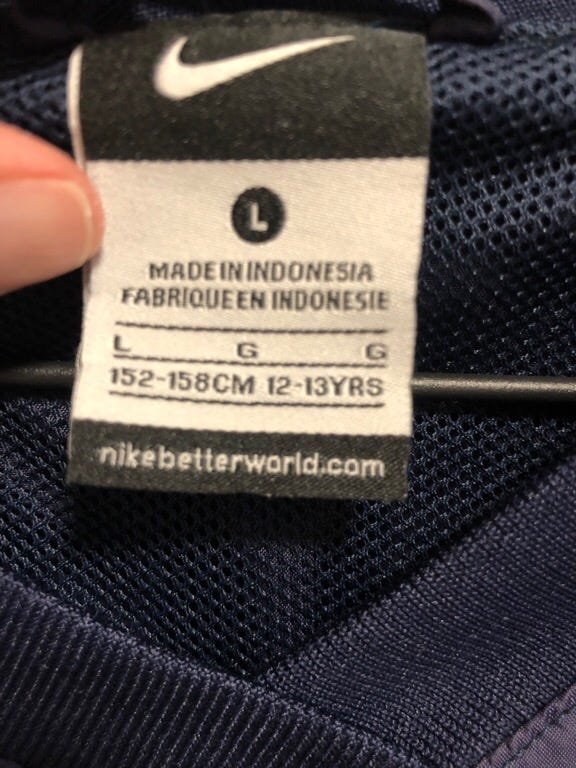 L
MADE IN INDONESIA
FABRIQUE EN INDONESIE
L G G
152-158CM 12-13YRS
nikebetterworld.com